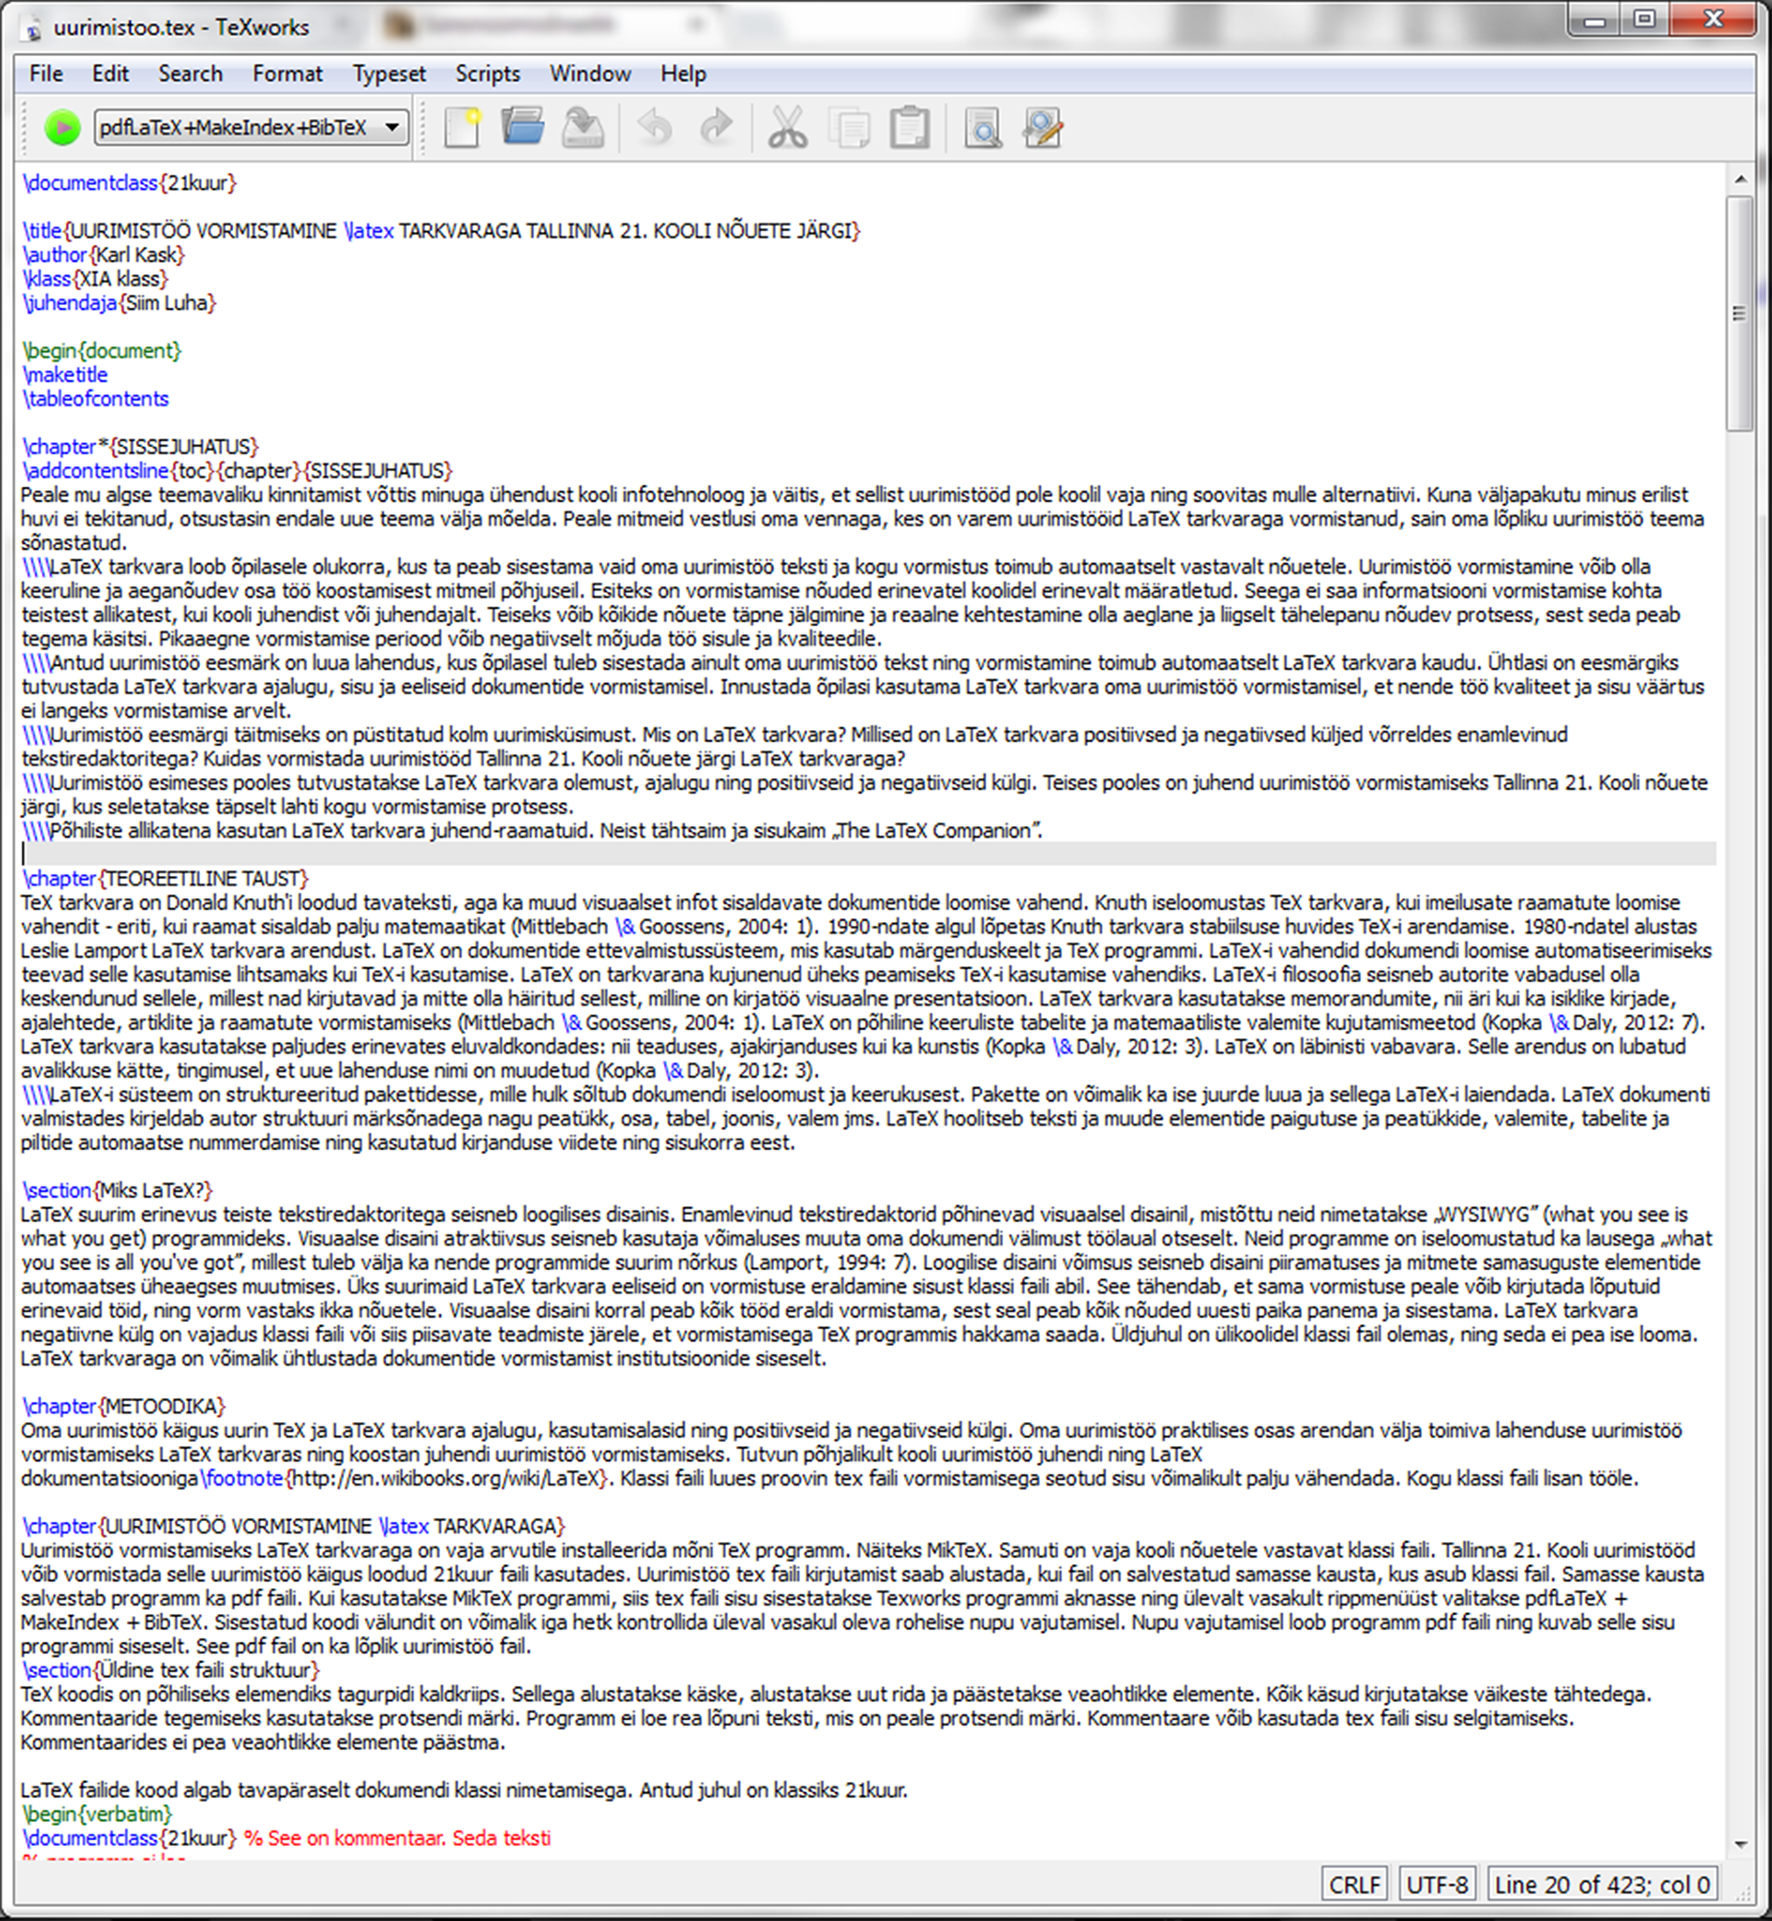 uurimistoo.tex - TeXworks
File Edit Search Format Typeset Scripts Window Help
pdfLaTeX+MakeIndex+BibTeX
\documentclass{21kuur}
\title{UURIMISTÖÖ VORMISTAMINE \latex TARKVARAGA TALLINNA 21. KOOLI NÕUETE JÄRGI}
\author{Karl Kask}
\klass{XIA klass}
\juhendaja{Siim Luha}
\begin{document}
\maketitle
\tableofcontents
\chapter*{SISSEJUHATUS}
\addcontentsline{toc}{chapter}{SISSEJUHATUS}
Peale mu algse teemavaliku kinnitamist võttis minuga ühendust kooli infotehnoloog ja väitis, et sellist uurimistööd pole koolil vaja ning soovitas mulle alternatiivi. Kuna väljapakutu minus erilist
huvi ei tekitanud, otsustasin endale uue teema välja mõelda. Peale mitmeid vestlusi oma vennaga, kes on varem uurimistööid LaTeX tarkvaraga vormistanud, sain oma lõpliku uurimistöö teema
sõnastatud.
\\\\LaTeX tarkvara loob õpilasele olukorra, kus ta peab sisestama vaid oma uurimistöö teksti ja kogu vormistus toimub automaatselt vastavalt nõuetele. Uurimistöö vormistamine võib olla
keeruline ja aeganõudev osa töö koostamisest mitmeil põhjuseil. Esiteks on vormistamise nõuded erinevatel koolidel erinevalt määratletud. Seega ei saa informatsiooni vormistamise kohta
teistest allikatest, kui kooli juhendist või juhendajalt. Teiseks võib kõikide nõuete täpne jälgimine ja reaalne kehtestamine olla aeglane ja liigselt tähelepanu nõudev protsess, sest seda peab
tegema käsitsi. Pikaaegne vormistamise periood võib negatiivselt mõjuda töö sisule ja kvaliteedile.
\\\\Antud uurimistöö eesmärk on luua lahendus, kus õpilasel tuleb sisestada ainult oma uurimistöö tekst ning vormistamine toimub automaatselt LaTeX tarkvara kaudu. Ühtlasi on eesmärgiks
tutvustada LaTeX tarkvara ajalugu, sisu ja eeliseid dokumentide vormistamisel. Innustada õpilasi kasutama LaTeX tarkvara oma uurimistöö vormistamisel, et nende töö kvaliteet ja sisu väärtus
ei langeks vormistamise arvelt.
\\\\Uurimistöö eesmärgi täitmiseks on püstitatud kolm uurimisküsimust. Mis on LaTeX tarkvara? Millised on LaTeX tarkvara positiivsed ja negatiivsed küljed võrreldes enamlevinud
tekstiredaktoritega? Kuidas vormistada uurimistööd Tallinna 21. Kooli nõuete järgi LaTeX tarkvaraga?
\\\\Uurimistöö esimeses pooles tutvustatakse LaTeX tarkvara olemust, ajalugu ning positiivseid ja negatiivseid külgi. Teises pooles on juhend uurimistöö vormistamiseks Tallinna 21. Kooli nõuete
järgi, kus seletatakse täpselt lahti kogu vormistamise protsess.
\\\\Põhiliste allikatena kasutan LaTeX tarkvara juhend-raamatuid. Neist tähtsaim ja sisukaim „The LaTeX Companion”.
\chapter{TEOREETILINE TAUST}
TeX tarkvara on Donald Knuth'i loodud tavateksti, aga ka muud visuaalset infot sisaldavate dokumentide loomise vahend. Knuth iseloomustas TeX tarkvara, kui imeilusate raamatute loomise
vahendit - eriti, kui raamat sisaldab palju matemaatikat (Mittlebach \& Goossens, 2004: 1). 1990-ndate algul lõpetas Knuth tarkvara stabiilsuse huvides TeX-i arendamise. 1980-ndatel alustas
Leslie Lamport LaTeX tarkvara arendust. LaTeX on dokumentide ettevalmistussüsteem, mis kasutab märgenduskeelt ja TeX programmi. LaTeX-i vahendid dokumendi loomise automatiseerimiseks
teevad selle kasutamise lihtsamaks kui TeX-i kasutamise. LaTeX on tarkvarana kujunenud üheks peamiseks TeX-i kasutamise vahendiks. LaTeX-i filosoofia seisneb autorite vabadusel olla
keskendunud sellele, millest nad kirjutavad ja mitte olla häiritud sellest, milline on kirjatöö visuaalne presentatsioon. LaTeX tarkvara kasutatakse memorandumite, nii äri kui ka isiklike kirjade,
ajalehtede, artiklite ja raamatute vormistamiseks (Mittlebach \& Goossens, 2004: 1). LaTeX on põhiline keeruliste tabelite ja matemaatiliste valemite kujutamismeetod (Kopka \& Daly, 2012: 7).
LaTeX tarkvara kasutatakse paljudes erinevates eluvaldkondades: nii teaduses, ajakirjanduses kui ka kunstis (Kopka \& Daly, 2012: 3). LaTeX on läbinisti vabavara. Selle arendus on lubatud
avalikkuse kätte, tingimusel, et uue lahenduse nimi on muudetud (Kopka \& Daly, 2012: 3).
\\\\LaTeX-i süsteem on struktureeritud pakettidesse, mille hulk sõltub dokumendi iseloomust ja keerukusest. Pakette on võimalik ka ise juurde luua ja sellega LaTeX-i laiendada. LaTeX dokumenti
valmistades kirjeldab autor struktuuri märksõnadega nagu peatükk, osa, tabel, joonis, valem jms. LaTeX hoolitseb teksti ja muude elementide paigutuse ja peatükkide, valemite, tabelite ja
piltide automaatse nummerdamise ning kasutatud kirjanduse viidete ning sisukorra eest.
\section{Miks LaTeX?}
LaTeX suurim erinevus teiste tekstiredaktoritega seisneb loogilises disainis. Enamlevinud tekstiredaktorid põhinevad visuaalsel disainil, mistõttu neid nimetatakse „WYSIWYG” (what you see is
what you get) programmideks. Visuaalse disaini atraktiivsus seisneb kasutaja võimaluses muuta oma dokumendi välimust töölaual otseselt. Neid programme on iseloomustatud ka lausega „what
you see is all you've got”, millest tuleb välja ka nende programmide suurim nõrkus (Lamport, 1994: 7). Loogilise disaini võimsus seisneb disaini piiramatuses ja mitmete samasuguste elementide
automaatses üheaegses muutmises. Üks suurimaid LaTeX tarkvara eeliseid on vormistuse eraldamine sisust klassi faili abil. See tähendab, et sama vormistuse peale võib kirjutada lõputuid
erinevaid töid, ning vorm vastaks ikka nõuetele. Visuaalse disaini korral peab kõik tööd eraldi vormistama, sest seal peab kõik nõuded uuesti paika panema ja sisestama. LaTeX tarkvara
negatiivne külg on vajadus klassi faili või siis piisavate teadmiste järele, et vormistamisega TeX programmis hakkama saada. Üldjuhul on ülikoolidel klassi fail olemas, ning seda ei pea ise looma.
LaTeX tarkvaraga on võimalik ühtlustada dokumentide vormistamist institutsioonide siseselt.
\chapter{METOODIKA}
Oma uurimistöö käigus uurin TeX ja LaTeX tarkvara ajalugu, kasutamisalasid ning positiivseid ja negatiivseid külgi. Oma uurimistöö praktilises osas arendan välja toimiva lahenduse uurimistöö
vormistamiseks LaTeX tarkvaras ning koostan juhendi uurimistöö vormistamiseks. Tutvun põhjalikult kooli uurimistöö juhendi ning LaTeX
dokumentatsiooniga\footnote{http://en.wikibooks.org/wiki/LaTeX}. Klassi faili luues proovin tex faili vormistamisega seotud sisu võimalikult palju vähendada. Kogu klassi faili lisan tööle.
\chapter{UURIMISTÖÖ VORMISTAMINE \latex TARKVARAGA}
Uurimistöö vormistamiseks LaTeX tarkvaraga on vaja arvutile installeerida mõni TeX programm. Näiteks MikTeX. Samuti on vaja kooli nõuetele vastavat klassi faili. Tallinna 21. Kooli uurimistööd
võib vormistada selle uurimistöö käigus loodud 21kuur faili kasutades. Uurimistöö tex faili kirjutamist saab alustada, kui fail on salvestatud samasse kausta, kus asub klassi fail. Samasse kausta
salvestab programm ka pdf faili. Kui kasutatakse MikTeX programmi, siis tex faili sisu sisestatakse Texworks programmi aknasse ning ülevalt vasakult rippmenüüst valitakse pdfLaTeX +
MakeIndex + BibTeX. Sisestatud koodi välundit on võimalik iga hetk kontrollida üleval vasakul oleva rohelise nupu vajutamisel. Nupu vajutamisel loob programm pdf faili ning kuvab selle sisu
programmi siseselt. See pdf fail on ka lõplik uurimistöö fail.
\section{Üldine tex faili struktuur}
TeX koodis on põhiliseks elemendiks tagurpidi kaldkriips. Sellega alustatakse käske, alustatakse uut rida ja päästetakse veaohtlikke elemente. Kõik käsud kirjutatakse väikeste tähtedega.
Kommentaaride tegemiseks kasutatakse protsendi märki. Programm ei loe rea lõpuni teksti, mis on peale protsendi märki. Kommentaare võib kasutada tex faili sisu selgitamiseks.
Kommentaarides ei pea veaohtlikke elemente päästma.
LaTeX failide kood algab tavapäraselt dokumendi klassi nimetamisega. Antud juhul on klassiks 21kuur.
\begin{verbatim}
\documentclass{21kuur} % See on kommentaar. Seda teksti
% programm ei loe
CRLF UTF-8 Line 20 of 423; col 0